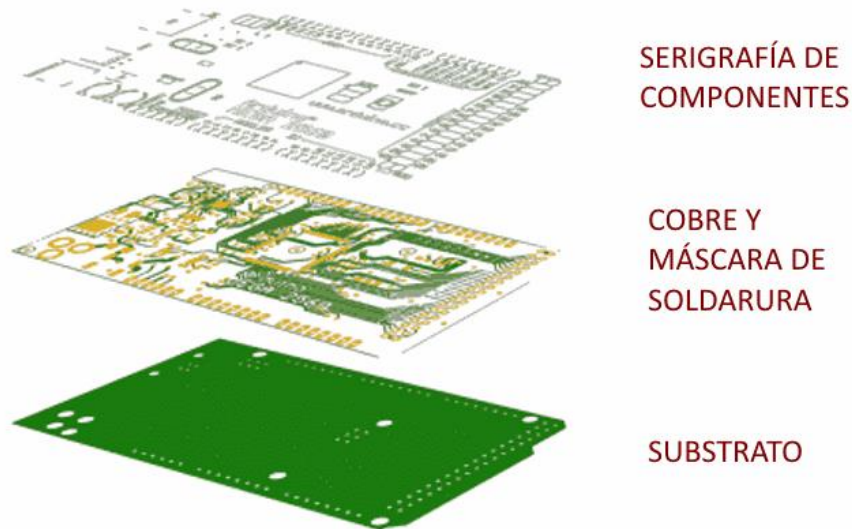 SERIGRAFÍA DE
COMPONENTES
COBRE Y
MÁSCARA DE
SOLDARURA
SUBSTRATO